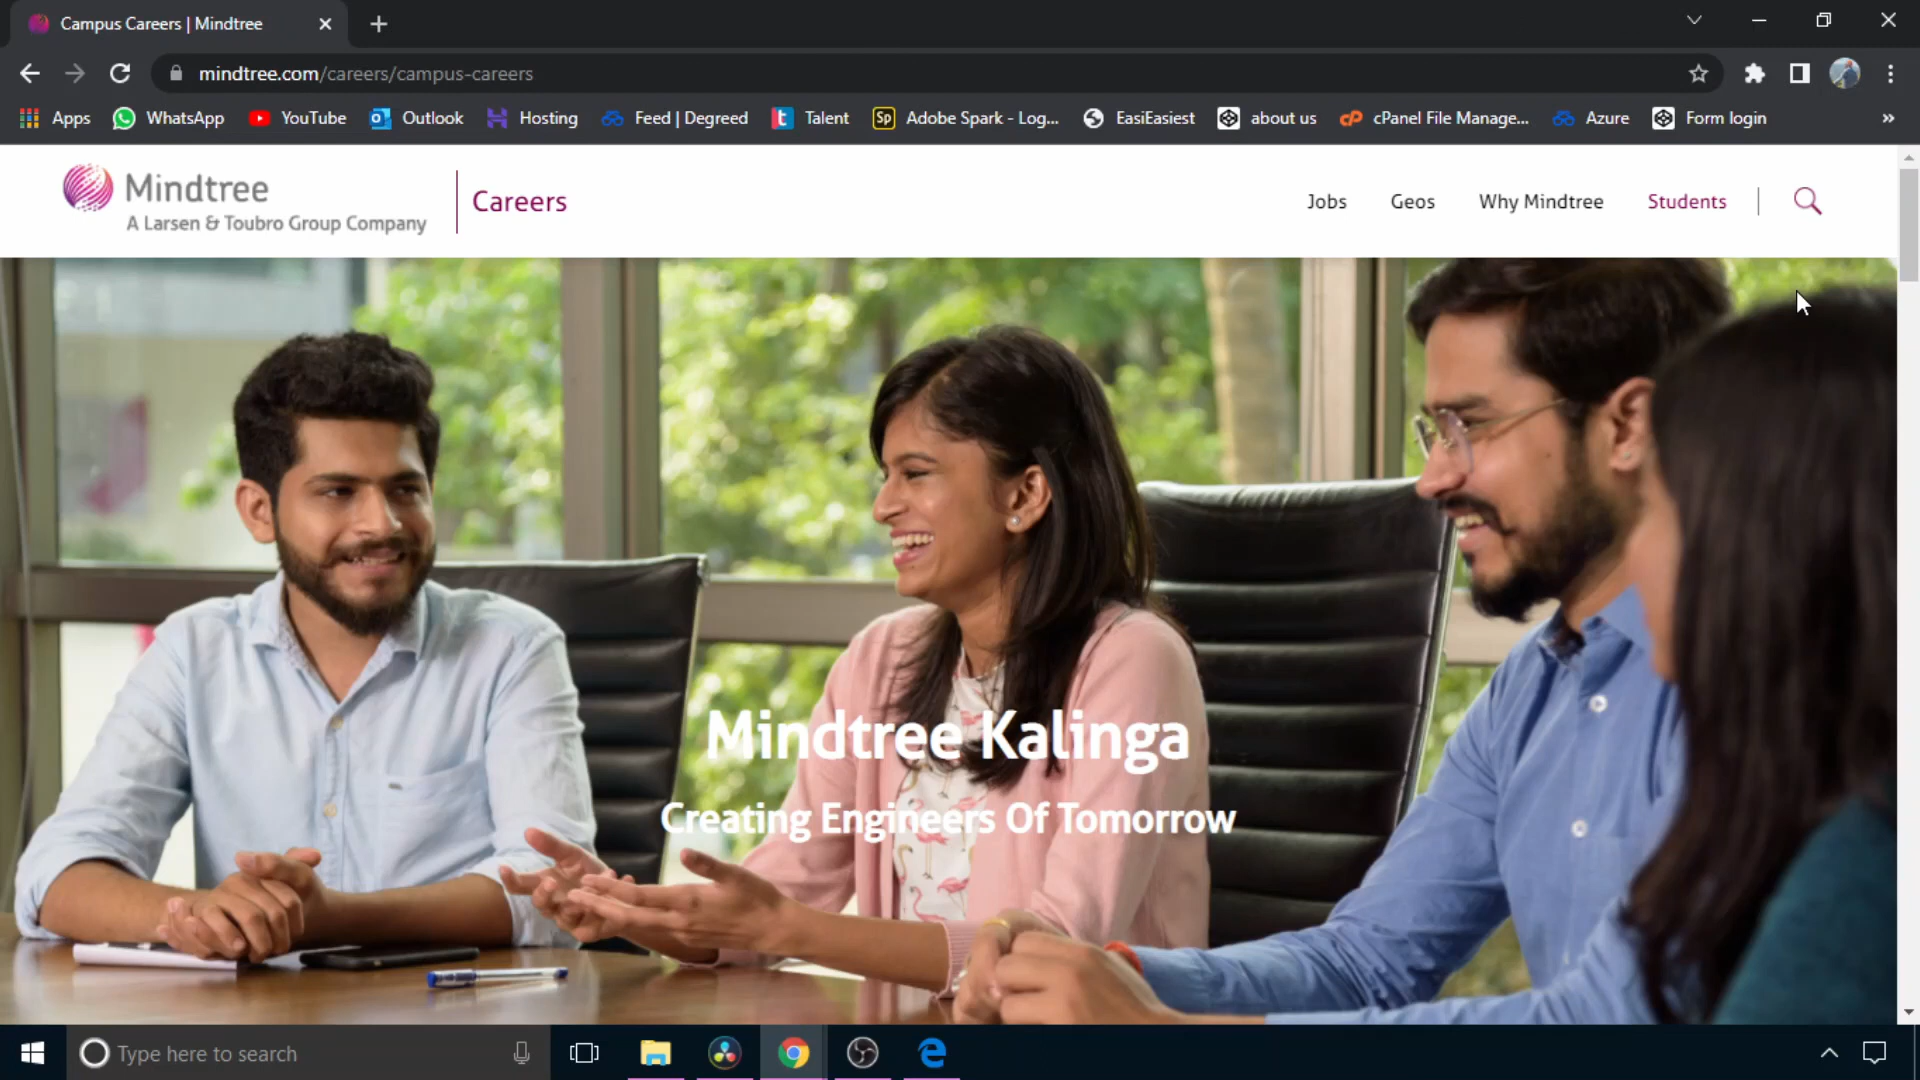 Campus Careers | Mindtree
mindtree.com/careers/campus-careers
Apps WhatsApp YouTube Outlook Hosting Feed | Degreed Talent Sp Adobe Spark - Log... EasiEasiest about us cP cPanel File Manage... Azure Form login »
Mindtree
A Larsen & Toubro Group Company
Careers
Jobs Geos Why Mindtree Students
Mindtree Kalinga
Creating Engineers Of Tomorrow
Type here to search